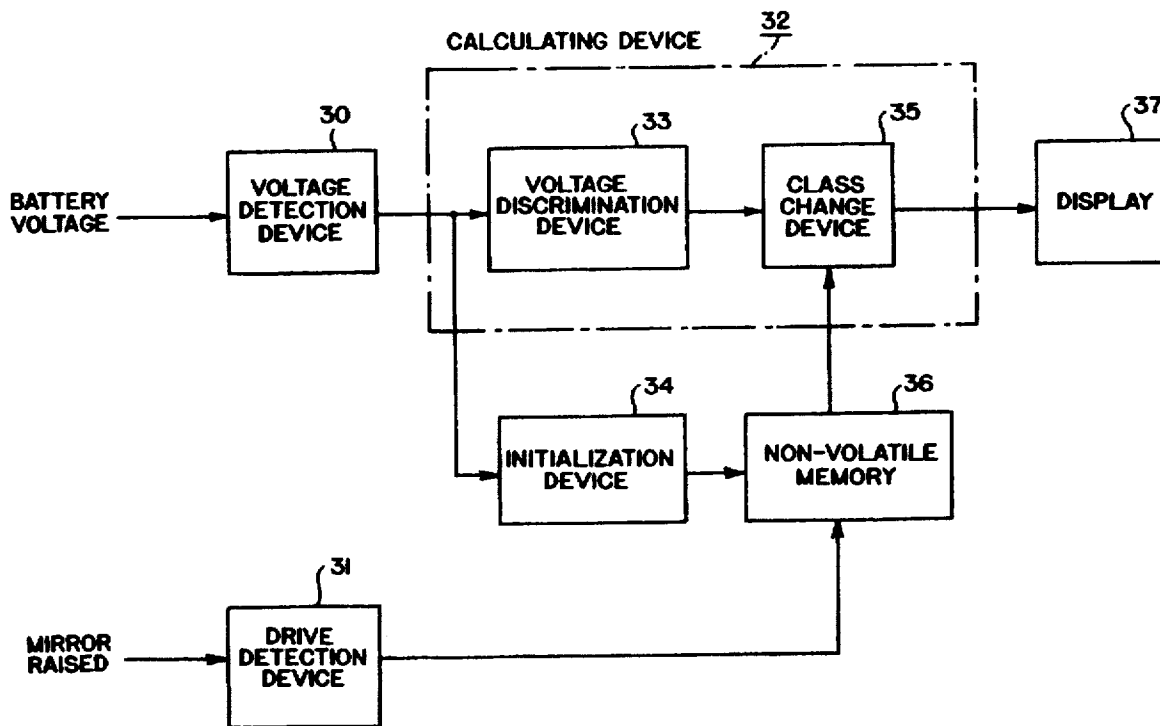 CALCULATING DEVICE
32
30
33
35
37
BATTERY
VOLTAGE
VOLTAGE
DETECTION
DEVICE
VOLTAGE
DISCRIMINATION
DEVICE
CLASS
CHANGE
DEVICE
DISPLAY
34
36
INITIALIZATION
DEVICE
NON-VOLATILE
MEMORY
31
MIRROR
RAISED
DRIVE
DETECTION
DEVICE